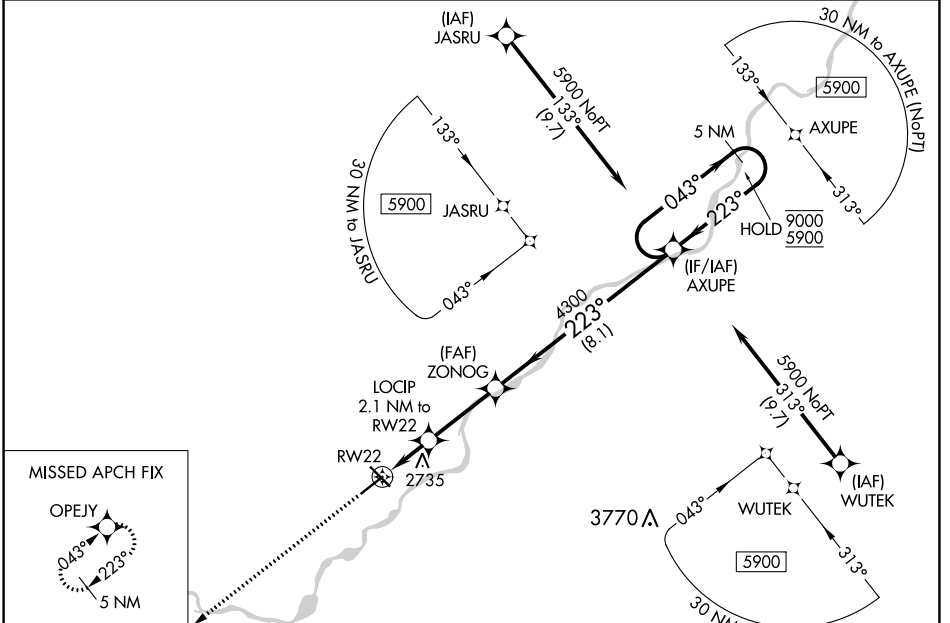 (IAF)
JASRU
5900 NoPT
133°
(9.7)
30 NM to AXUPE (NoPT)
133°
5900
AXUPE
313°
5 NM
043°
223°
HOLD
9000
5900
(IF/IAF)
AXUPE
30 NM to JASRU
133°
5900
JASRU
043°
4300
223°
(8.1)
(FAF)
ZONOG
LOCIP
2.1 NM to
RW22
RW22
2735
5900 NoPT
313°
(9.7)
(IAF)
WUTEK
3770
043°
WUTEK
5900
313°
30 NM
MISSED APCH FIX
OPEJY
043°
223°
5 NM